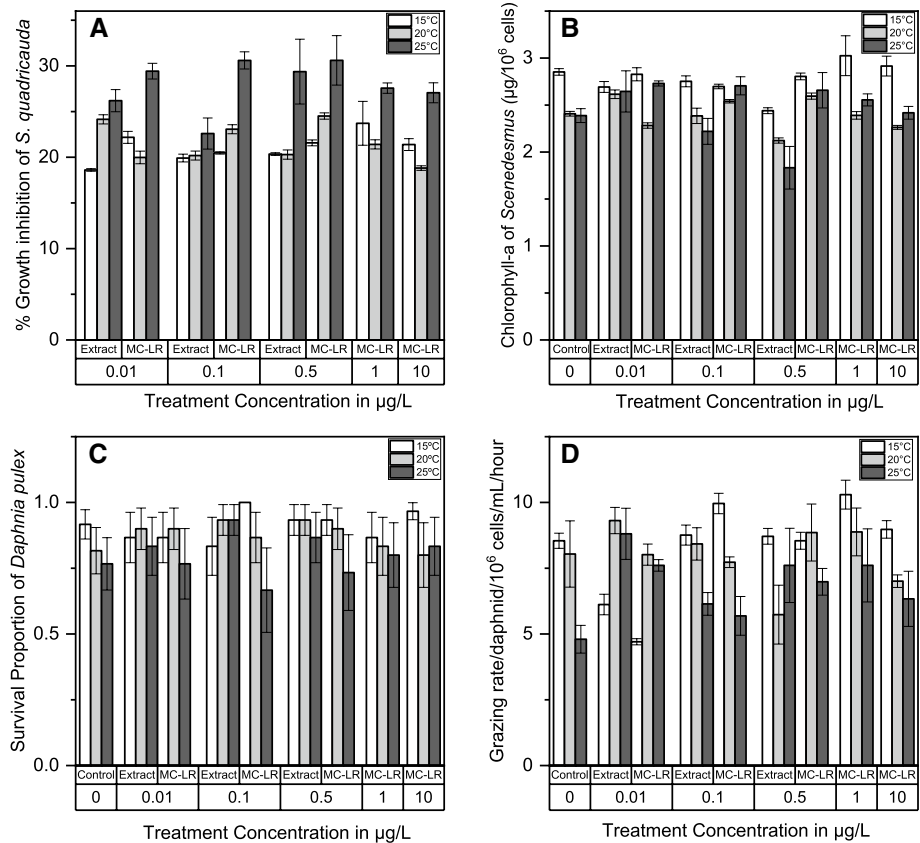 A
15°C
20°C
25°C
% Growth inhibition of S. quadricauda
30
20
10
0
Extract MC-LR Extract MC-LR Extract MC-LR MC-LR MC-LR
0.01 0.1 0.5 1 10
Treatment Concentration in µg/L
B
15°C
20°C
25°C
Chlorophyll-a of Scenedesmus (µg/10⁶ cells)
3
2
1
0
Control Extract MC-LR Extract MC-LR Extract MC-LR MC-LR MC-LR
0 0.01 0.1 0.5 1 10
Treatment Concentration in µg/L
C
15ºC
20ºC
25ºC
Survival Proportion of Daphnia pulex
1.0
0.5
0.0
Control Extract MC-LR Extract MC-LR Extract MC-LR MC-LR MC-LR
0 0.01 0.1 0.5 1 10
Treatment Concentration in µg/L
D
15°C
20°C
25°C
Grazing rate/daphnid/10⁶ cells/mL/hour
10
5
0
Control Extract MC-LR Extract MC-LR Extract MC-LR MC-LR MC-LR
0 0.01 0.1 0.5 1 10
Treatment Concentration in µg/L